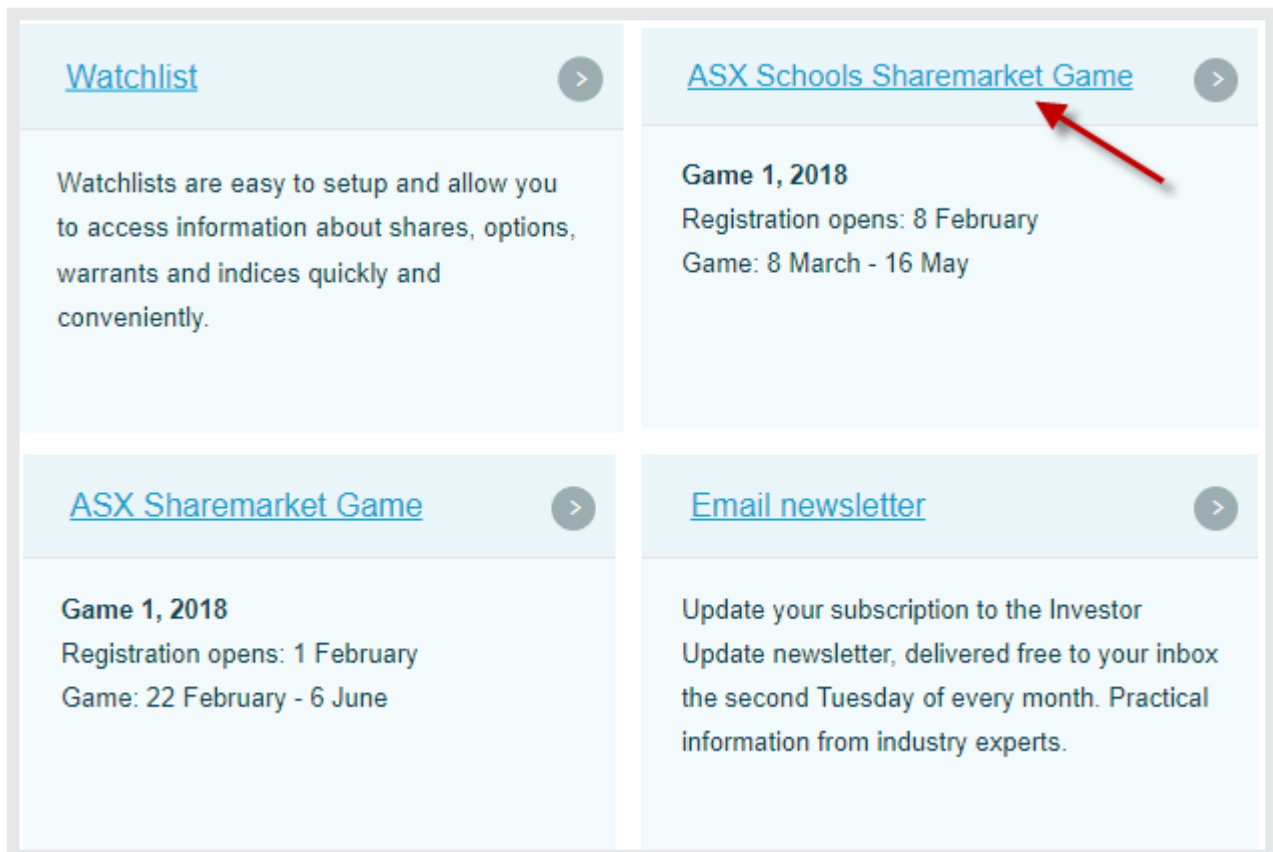 Watchlist
Watchlists are easy to setup and allow you
to access information about shares, options,
warrants and indices quickly and
conveniently.
ASX Schools Sharemarket Game
Game 1, 2018
Registration opens: 8 February
Game: 8 March - 16 May
ASX Sharemarket Game
Game 1, 2018
Registration opens: 1 February
Game: 22 February - 6 June
Email newsletter
Update your subscription to the Investor
Update newsletter, delivered free to your inbox
the second Tuesday of every month. Practical
information from industry experts.